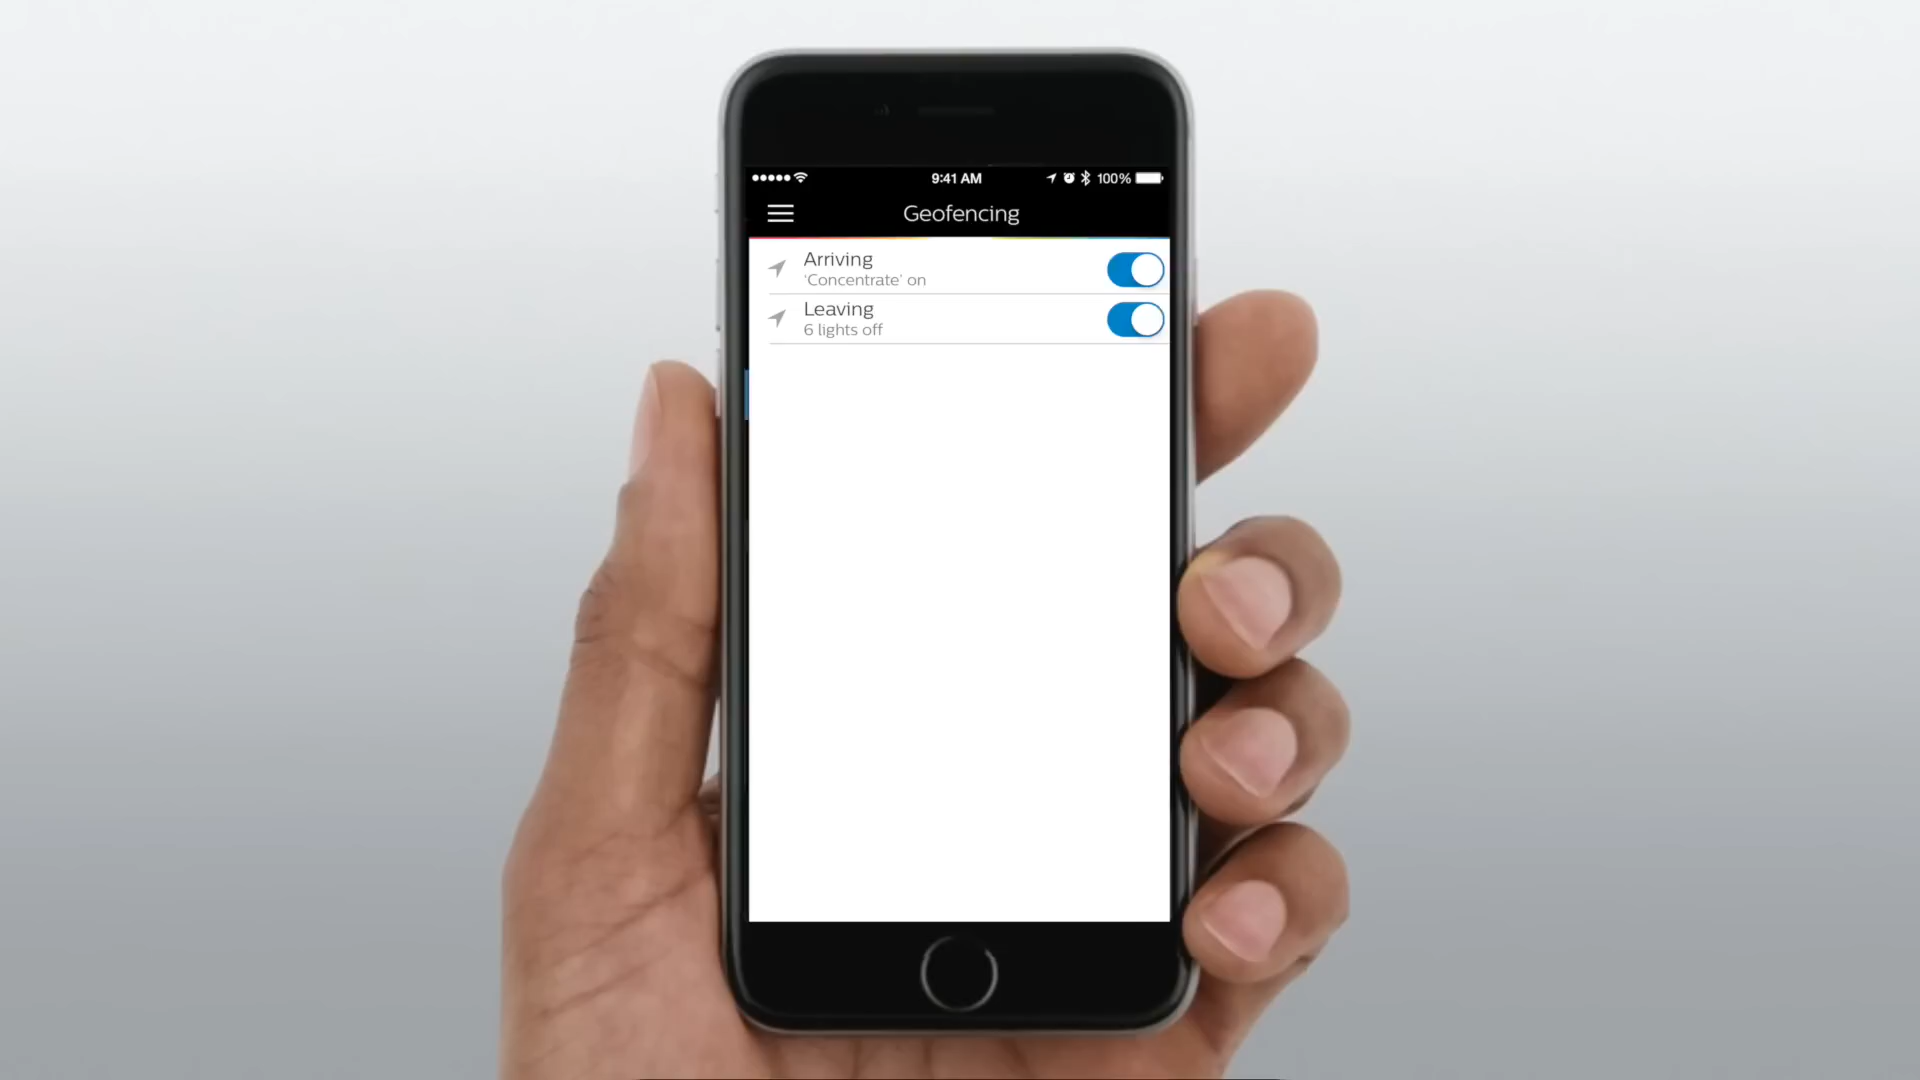 9:41 AM 100%
Geofencing
Arriving
'Concentrate' on
Leaving
6 lights off